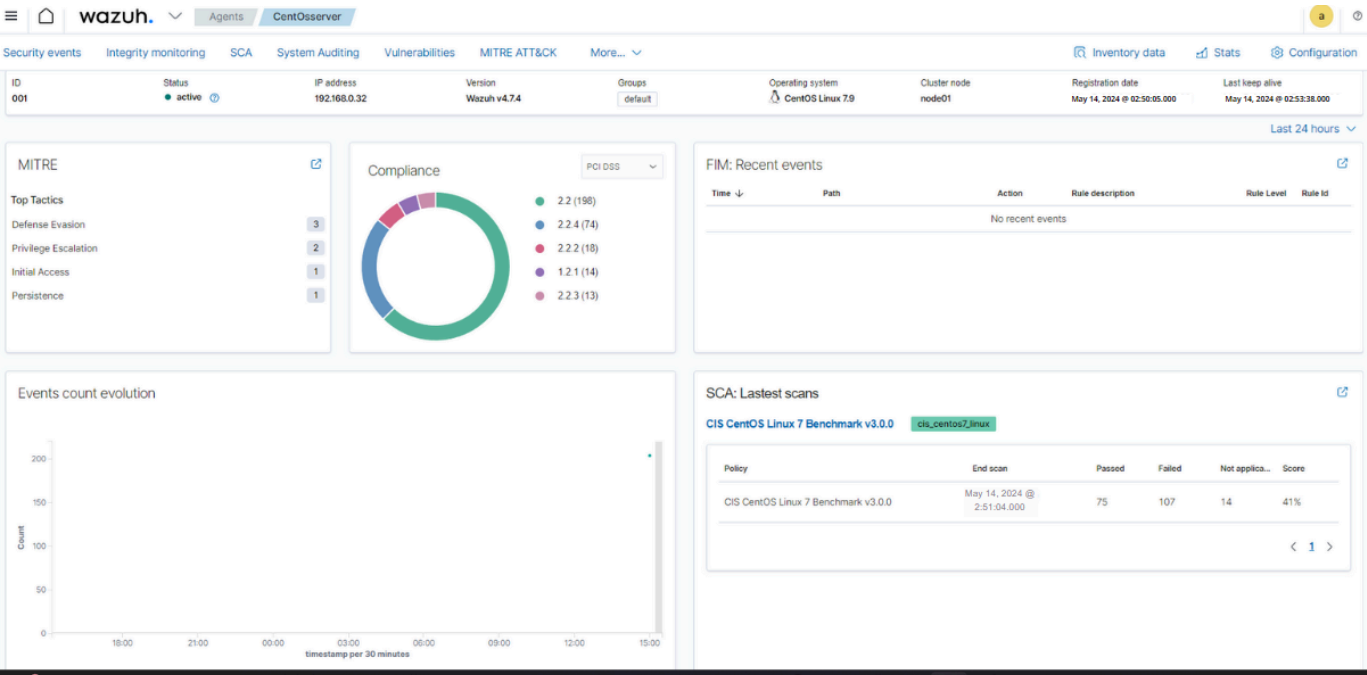 wazuh. Agents CentOsserver a
Security events Integrity monitoring SCA System Auditing Vulnerabilities MITRE ATT&CK More... Inventory data Stats Configuration
ID Status IP address Version Groups Operating system Cluster node Registration date Last keep alive
001 active 192.168.0.32 Wazuh v4.7.4 default CentOS Linux 7.9 node01 May 14, 2024 @ 02:50:05.000 May 14, 2024 @ 02:53:38.000
Last 24 hours
MITRE
Top Tactics
Defense Evasion 3
Privilege Escalation 2
Initial Access 1
Persistence 1
Compliance PCI DSS
2.2 (198)
2.2.4 (74)
2.2.2 (18)
1.2.1 (14)
2.2.3 (13)
FIM: Recent events
Time Path Action Rule description Rule Level Rule Id
No recent events
Events count evolution
200
150
100
50
0
Count
18:00 21:00 00:00 03:00 06:00 09:00 12:00 15:00
timestamp per 30 minutes
SCA: Lastest scans
CIS CentOS Linux 7 Benchmark v3.0.0 cis_centos7_linux
Policy End scan Passed Failed Not applica... Score
CIS CentOS Linux 7 Benchmark v3.0.0 May 14, 2024 @ 2:51:04.000 75 107 14 41%
1